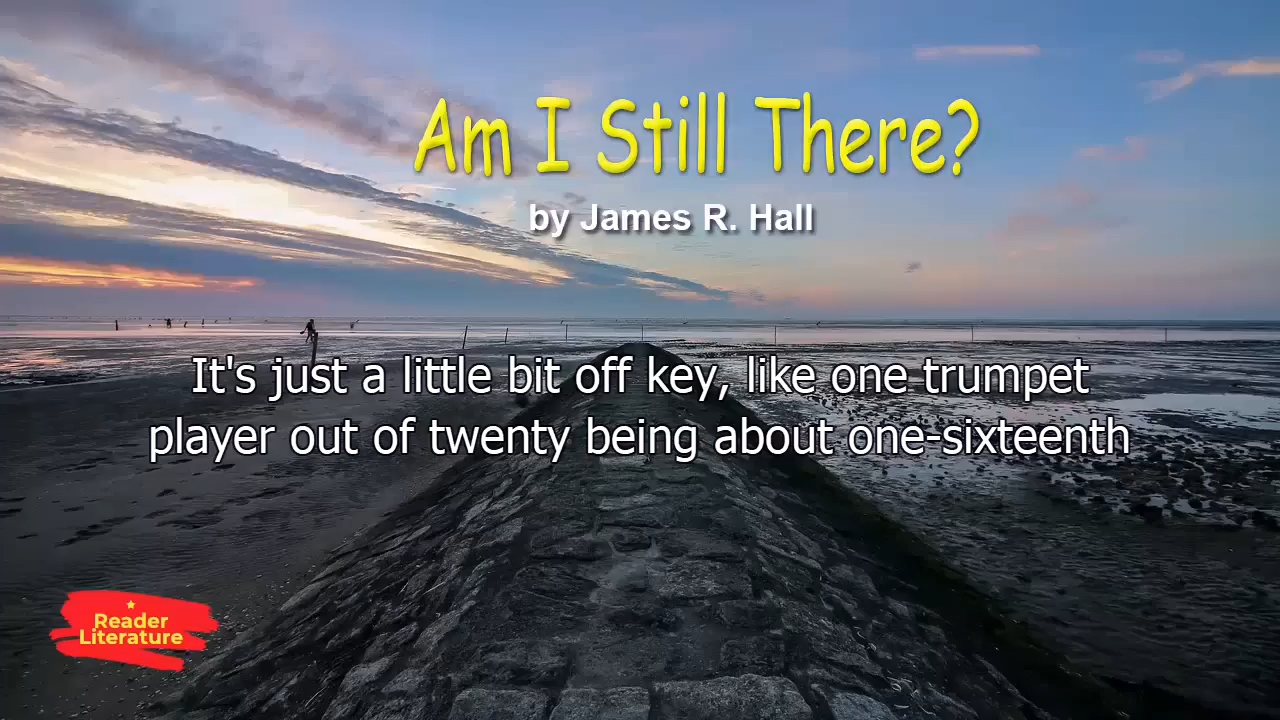 Am I Still There?
by James R. Hall
It's just a little bit off key, like one trumpet
player out of twenty being about one-sixteenth
Reader
Literature